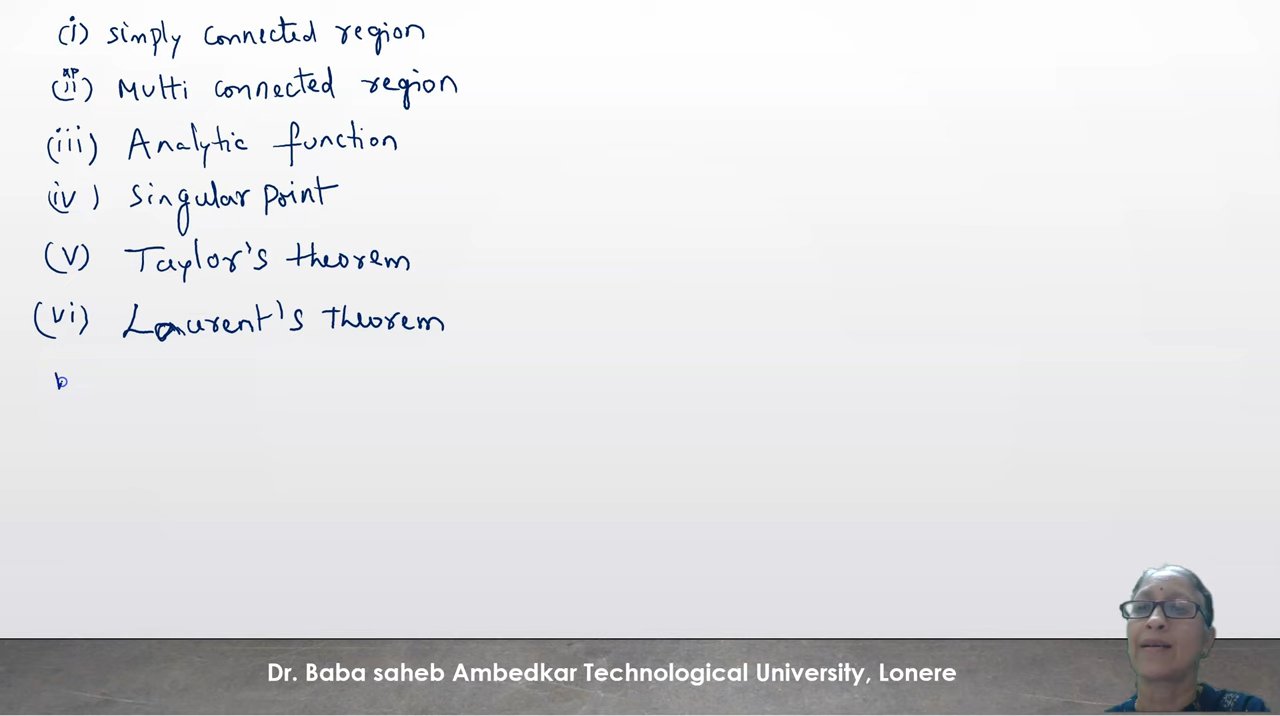 (i) simply connected region
(ii) Multi connected region
(iii) Analytic function
(iv) Singular point
(v) Taylor's theorem
(vi) Laurent's theorem
Dr. Baba saheb Ambedkar Technological University, Lonere